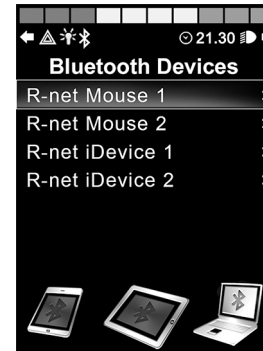 21.30
Bluetooth Devices
R-net Mouse 1
R-net Mouse 2
R-net iDevice 1
R-net iDevice 2